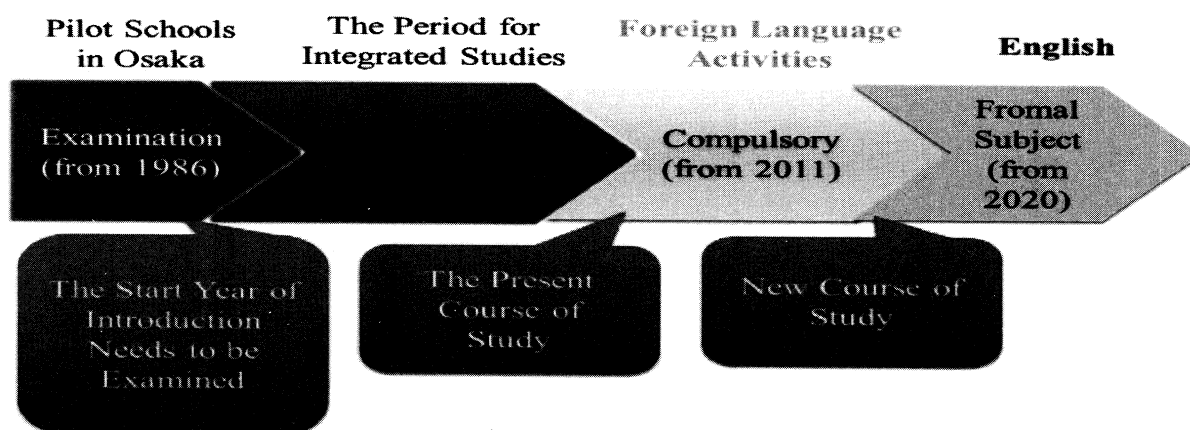 Pilot Schools
in Osaka
The Period for
Integrated Studies
Foreign Language
Activities
English
Examination
(from 1986)
Compulsory
(from 2011)
Fromal
Subject
(from
2020)
The Start Year of
Introduction
Needs to be
Examined
The Present
Course of
Study
New Course of
Study